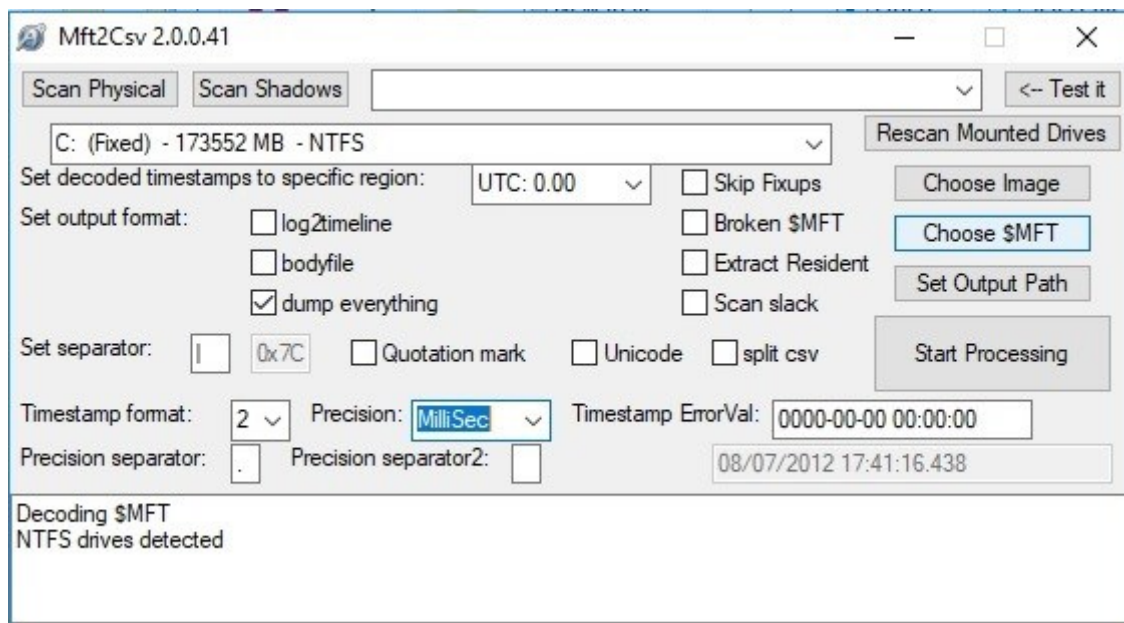 Mft2Csv 2.0.0.41
Scan Physical Scan Shadows <-- Test it
C: (Fixed) - 173552 MB - NTFS Rescan Mounted Drives
Set decoded timestamps to specific region: UTC: 0.00 Skip Fixups Choose Image
Set output format: log2timeline Broken $MFT Choose $MFT
bodyfile Extract Resident
dump everything Scan slack Set Output Path
Set separator: | 0x7C Quotation mark Unicode split csv Start Processing
Timestamp format: 2 Precision: MilliSec Timestamp ErrorVal: 0000-00-00 00:00:00
Precision separator: . Precision separator2: 08/07/2012 17:41:16.438
Decoding $MFT
NTFS drives detected